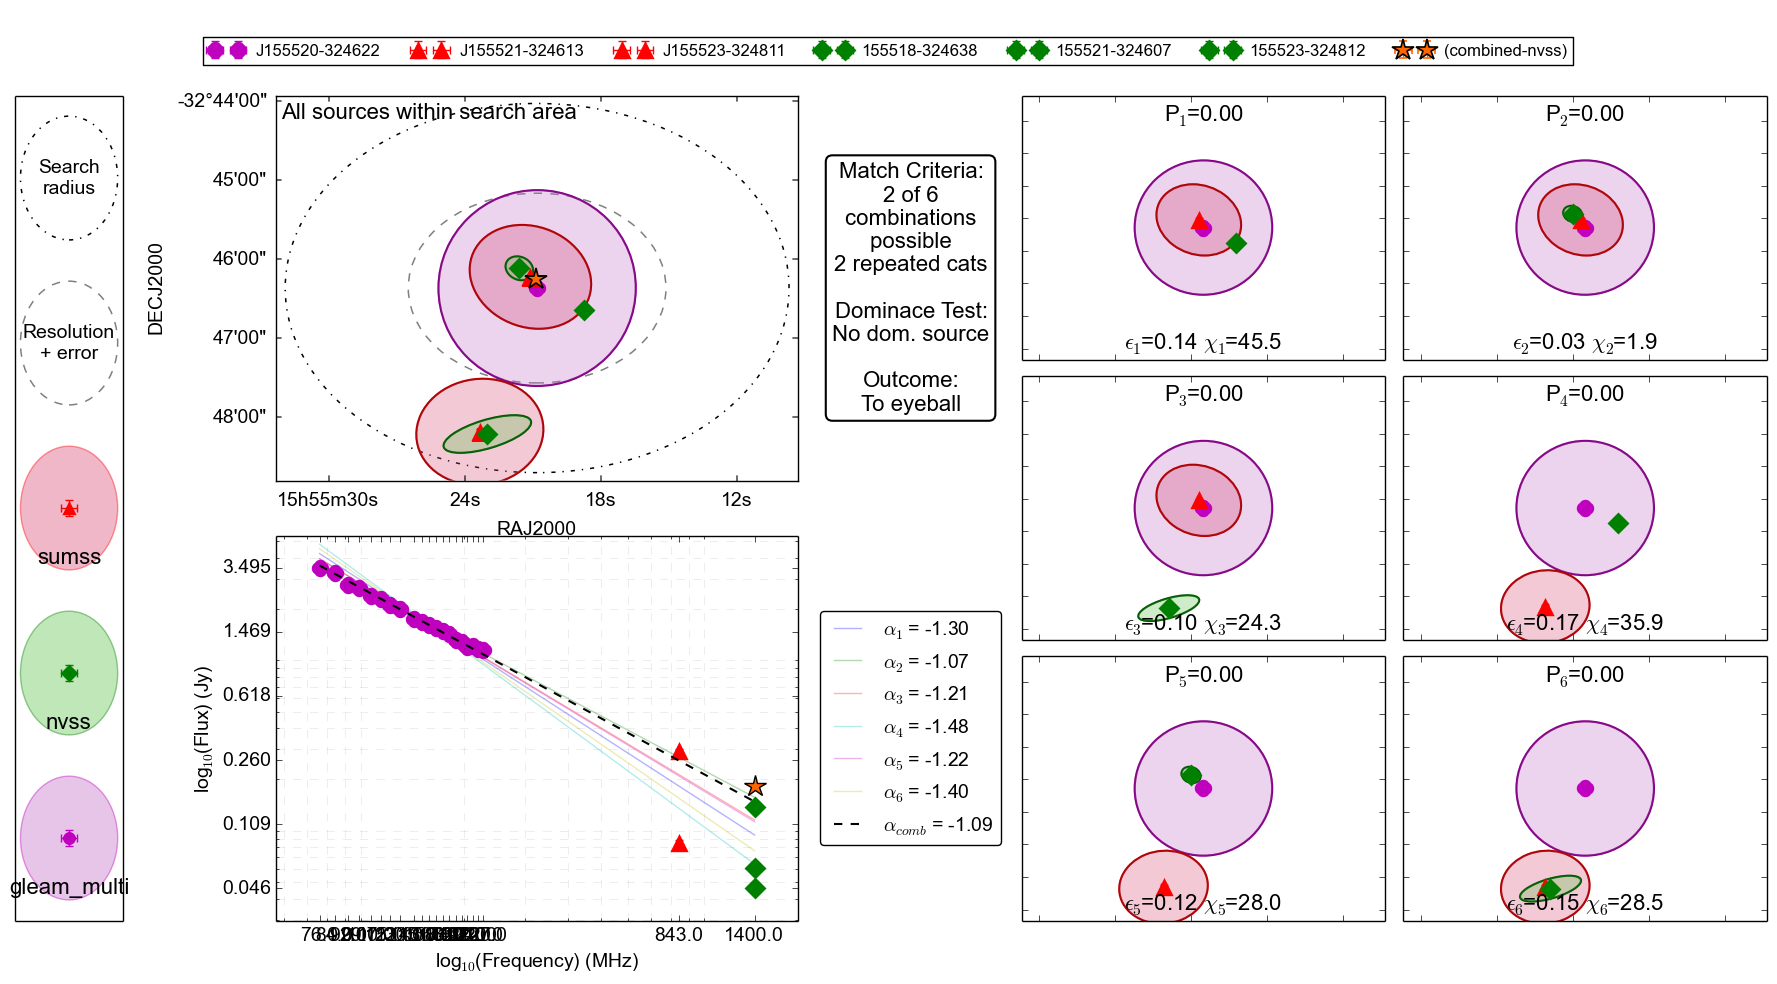 J155520-324622 J155521-324613 J155523-324811 155518-324638 155521-324607 155523-324812 (combined-nvss)
Search
radius
Resolution
+ error
sumss
nvss
gleam_multi
All sources within search area
-32°44'00"
45'00"
46'00"
47'00"
48'00"
DECJ2000
15h55m30s 24s 18s 12s
RAJ2000
Match Criteria:
2 of 6
combinations
possible
2 repeated cats
Dominace Test:
No dom. source
Outcome:
To eyeball
3.495
1.469
0.618
0.260
0.109
0.046
log10(Flux) (Jy)
843.0 1400.0
log10(Frequency) (MHz)
α1 = -1.30
α2 = -1.07
α3 = -1.21
α4 = -1.48
α5 = -1.22
α6 = -1.40
αcomb = -1.09
P1=0.00
ϵ1=0.14 χ1=45.5
P2=0.00
ϵ2=0.03 χ2=1.9
P3=0.00
ϵ3=0.10 χ3=24.3
P4=0.00
ϵ4=0.17 χ4=35.9
P5=0.00
ϵ5=0.12 χ5=28.0
P6=0.00
ϵ6=0.15 χ6=28.5